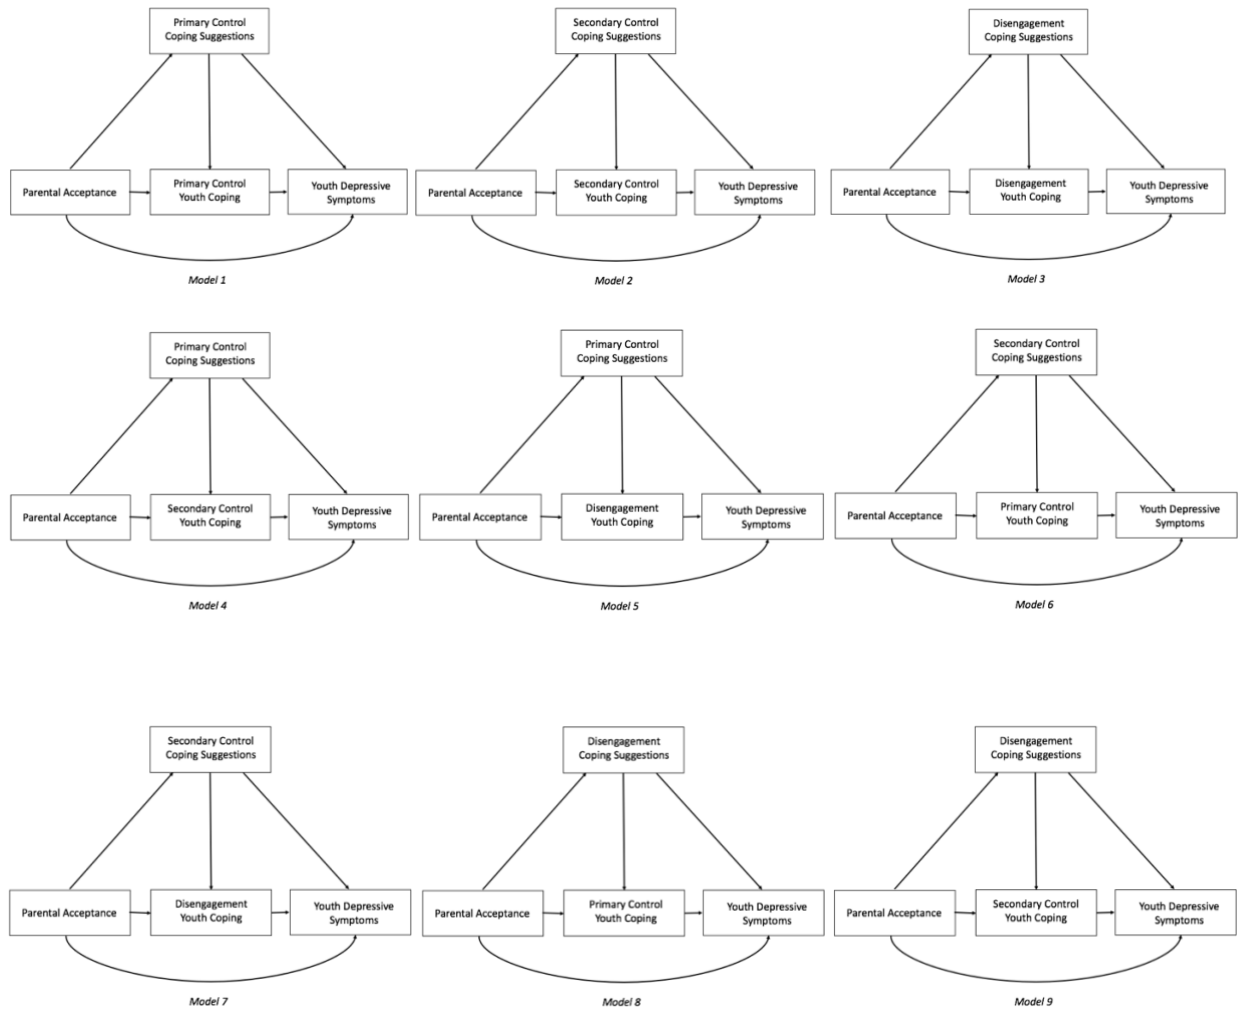 Primary Control
Coping Suggestions
Parental Acceptance
Primary Control
Youth Coping
Youth Depressive
Symptoms
Model 1
Secondary Control
Coping Suggestions
Parental Acceptance
Secondary Control
Youth Coping
Youth Depressive
Symptoms
Model 2
Disengagement
Coping Suggestions
Parental Acceptance
Disengagement
Youth Coping
Youth Depressive
Symptoms
Model 3
Primary Control
Coping Suggestions
Parental Acceptance
Secondary Control
Youth Coping
Youth Depressive
Symptoms
Model 4
Primary Control
Coping Suggestions
Parental Acceptance
Disengagement
Youth Coping
Youth Depressive
Symptoms
Model 5
Secondary Control
Coping Suggestions
Parental Acceptance
Primary Control
Youth Coping
Youth Depressive
Symptoms
Model 6
Secondary Control
Coping Suggestions
Parental Acceptance
Disengagement
Youth Coping
Youth Depressive
Symptoms
Model 7
Disengagement
Coping Suggestions
Parental Acceptance
Primary Control
Youth Coping
Youth Depressive
Symptoms
Model 8
Disengagement
Coping Suggestions
Parental Acceptance
Secondary Control
Youth Coping
Youth Depressive
Symptoms
Model 9